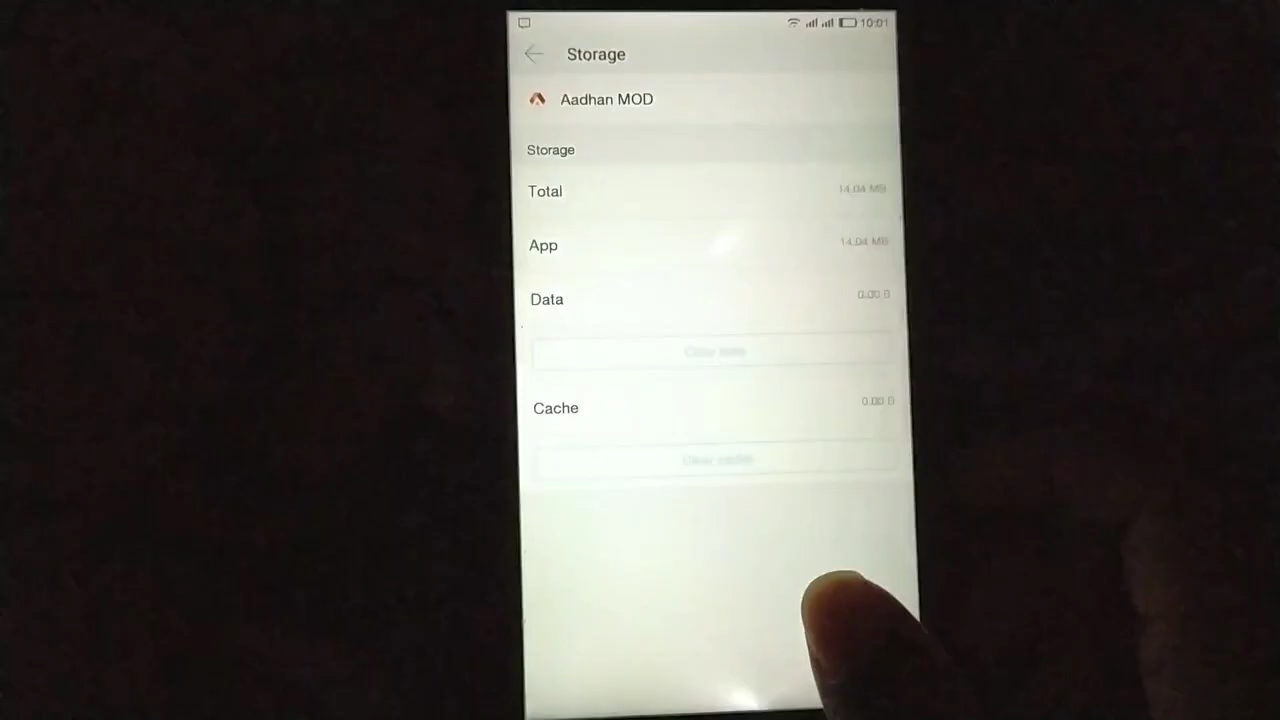 10:01
Storage
Aadhan MOD
Storage
Total 14.04 MB
App 14.04 MB
Data 0.00 B
Clear data
Cache 0.00 B
Clear cache